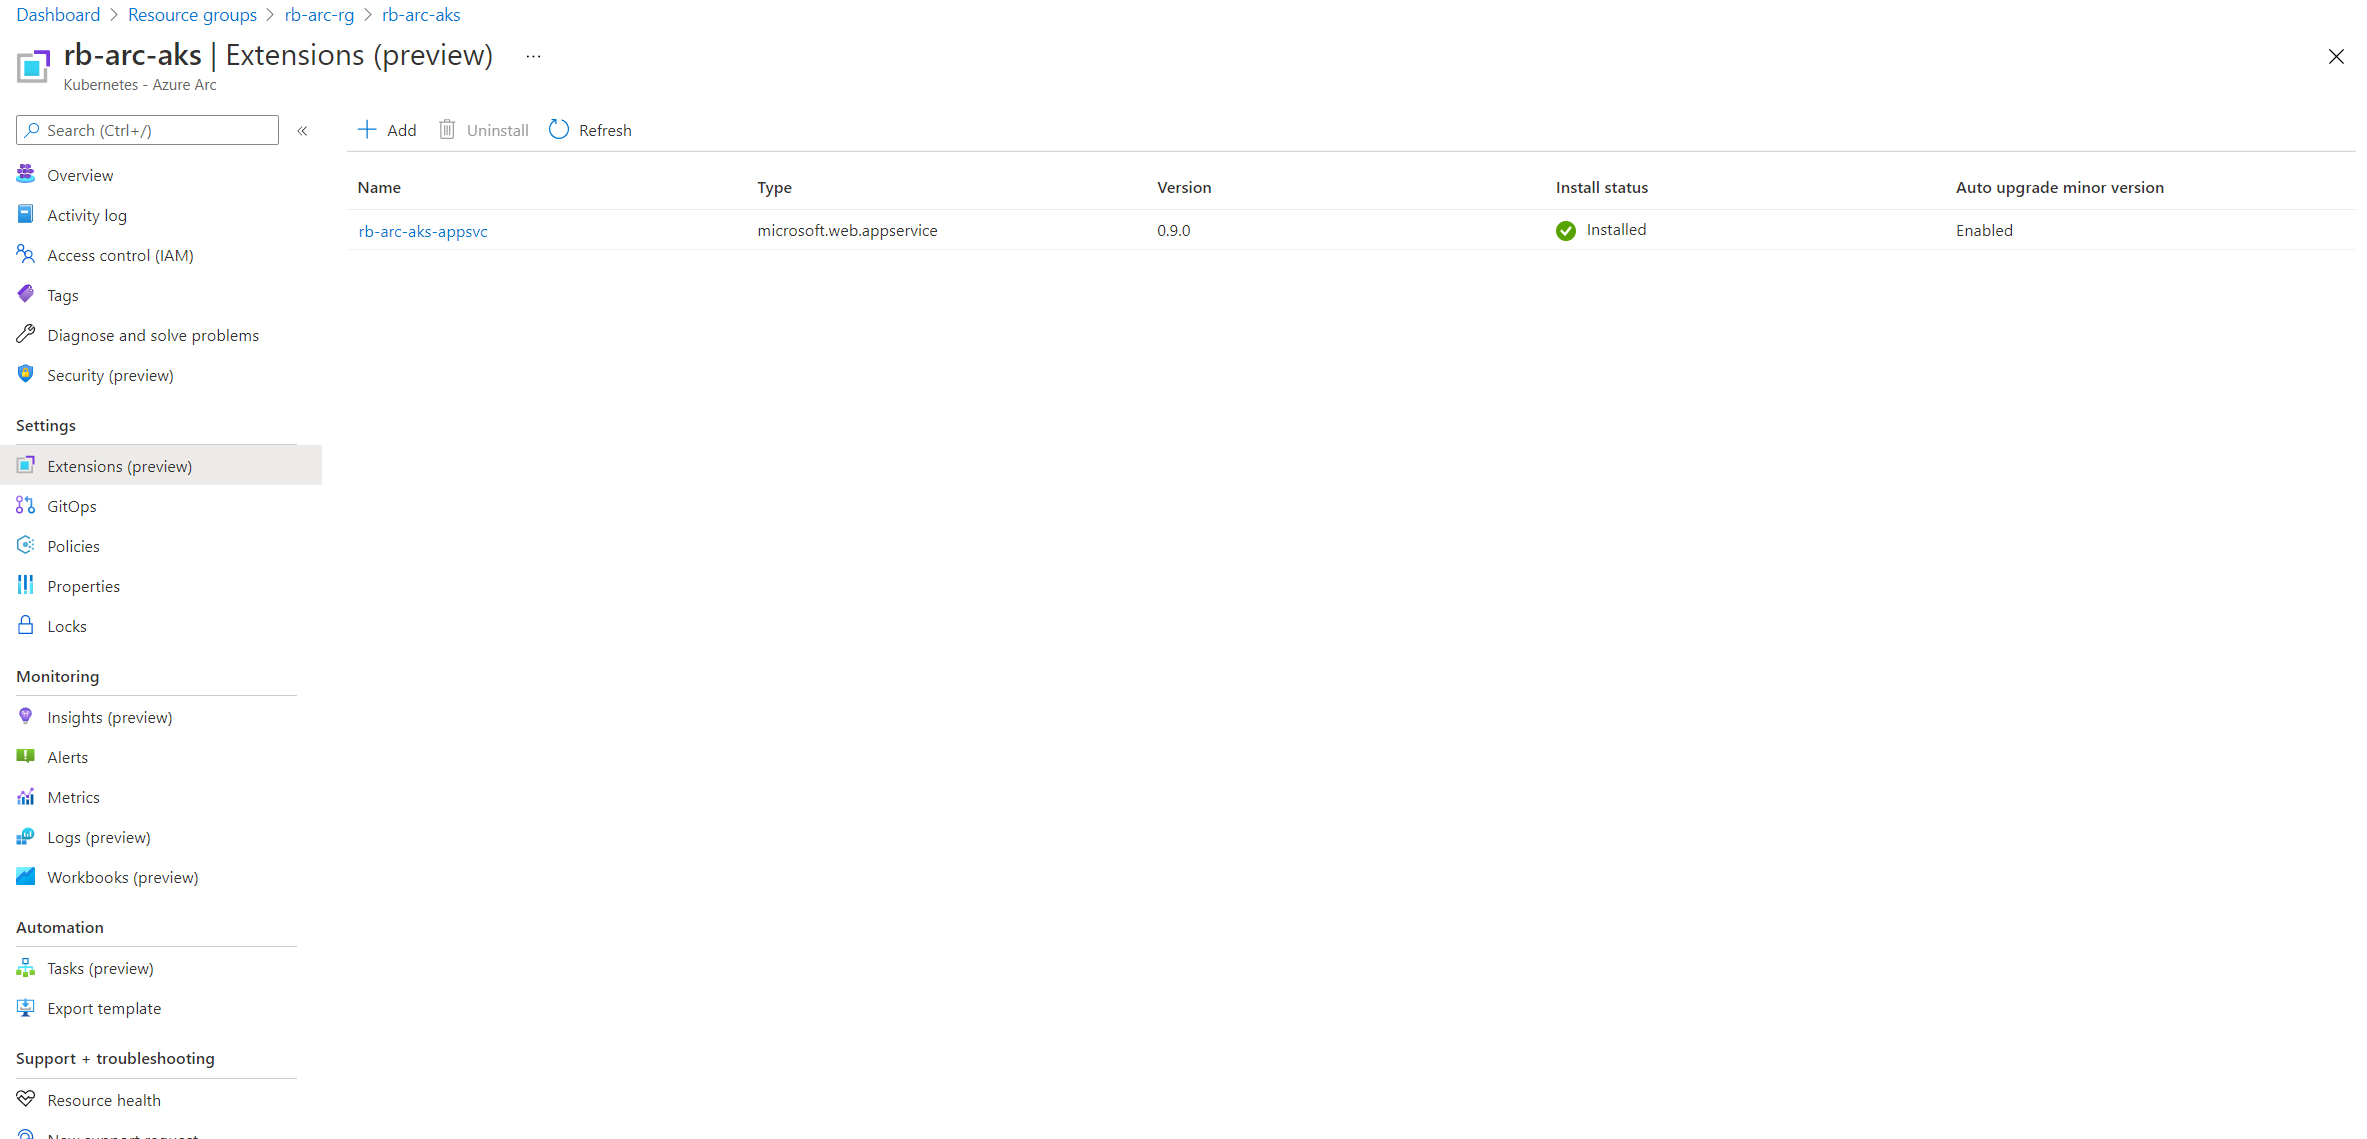 Dashboard > Resource groups > rb-arc-rg > rb-arc-aks
rb-arc-aks | Extensions (preview) ...
Kubernetes - Azure Arc
Search (Ctrl+/) «
Add Uninstall Refresh
Overview
Activity log
Access control (IAM)
Tags
Diagnose and solve problems
Security (preview)
Settings
Extensions (preview)
GitOps
Policies
Properties
Locks
Monitoring
Insights (preview)
Alerts
Metrics
Logs (preview)
Workbooks (preview)
Automation
Tasks (preview)
Export template
Support + troubleshooting
Resource health
New support request
Name Type Version Install status Auto upgrade minor version
rb-arc-aks-appsvc microsoft.web.appservice 0.9.0 Installed Enabled